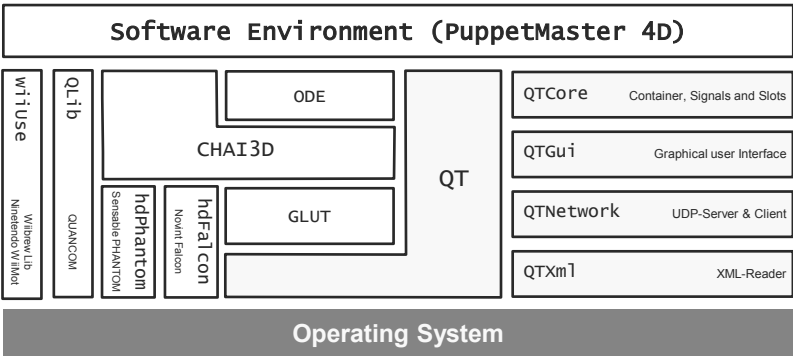 Software Environment (PuppetMaster 4D)
wiiUse
Wiibrew Lib
Ninetendo WiiMot
QLib
QUANCOM
CHAI3D
ODE
hdPhantom
Sensable PHANTOM
hdFalcon
Novint Falcon
GLUT
QT
QTCore Container, Signals and Slots
QTGui Graphical user Interface
QTNetwork UDP-Server & Client
QTXml XML-Reader
Operating System